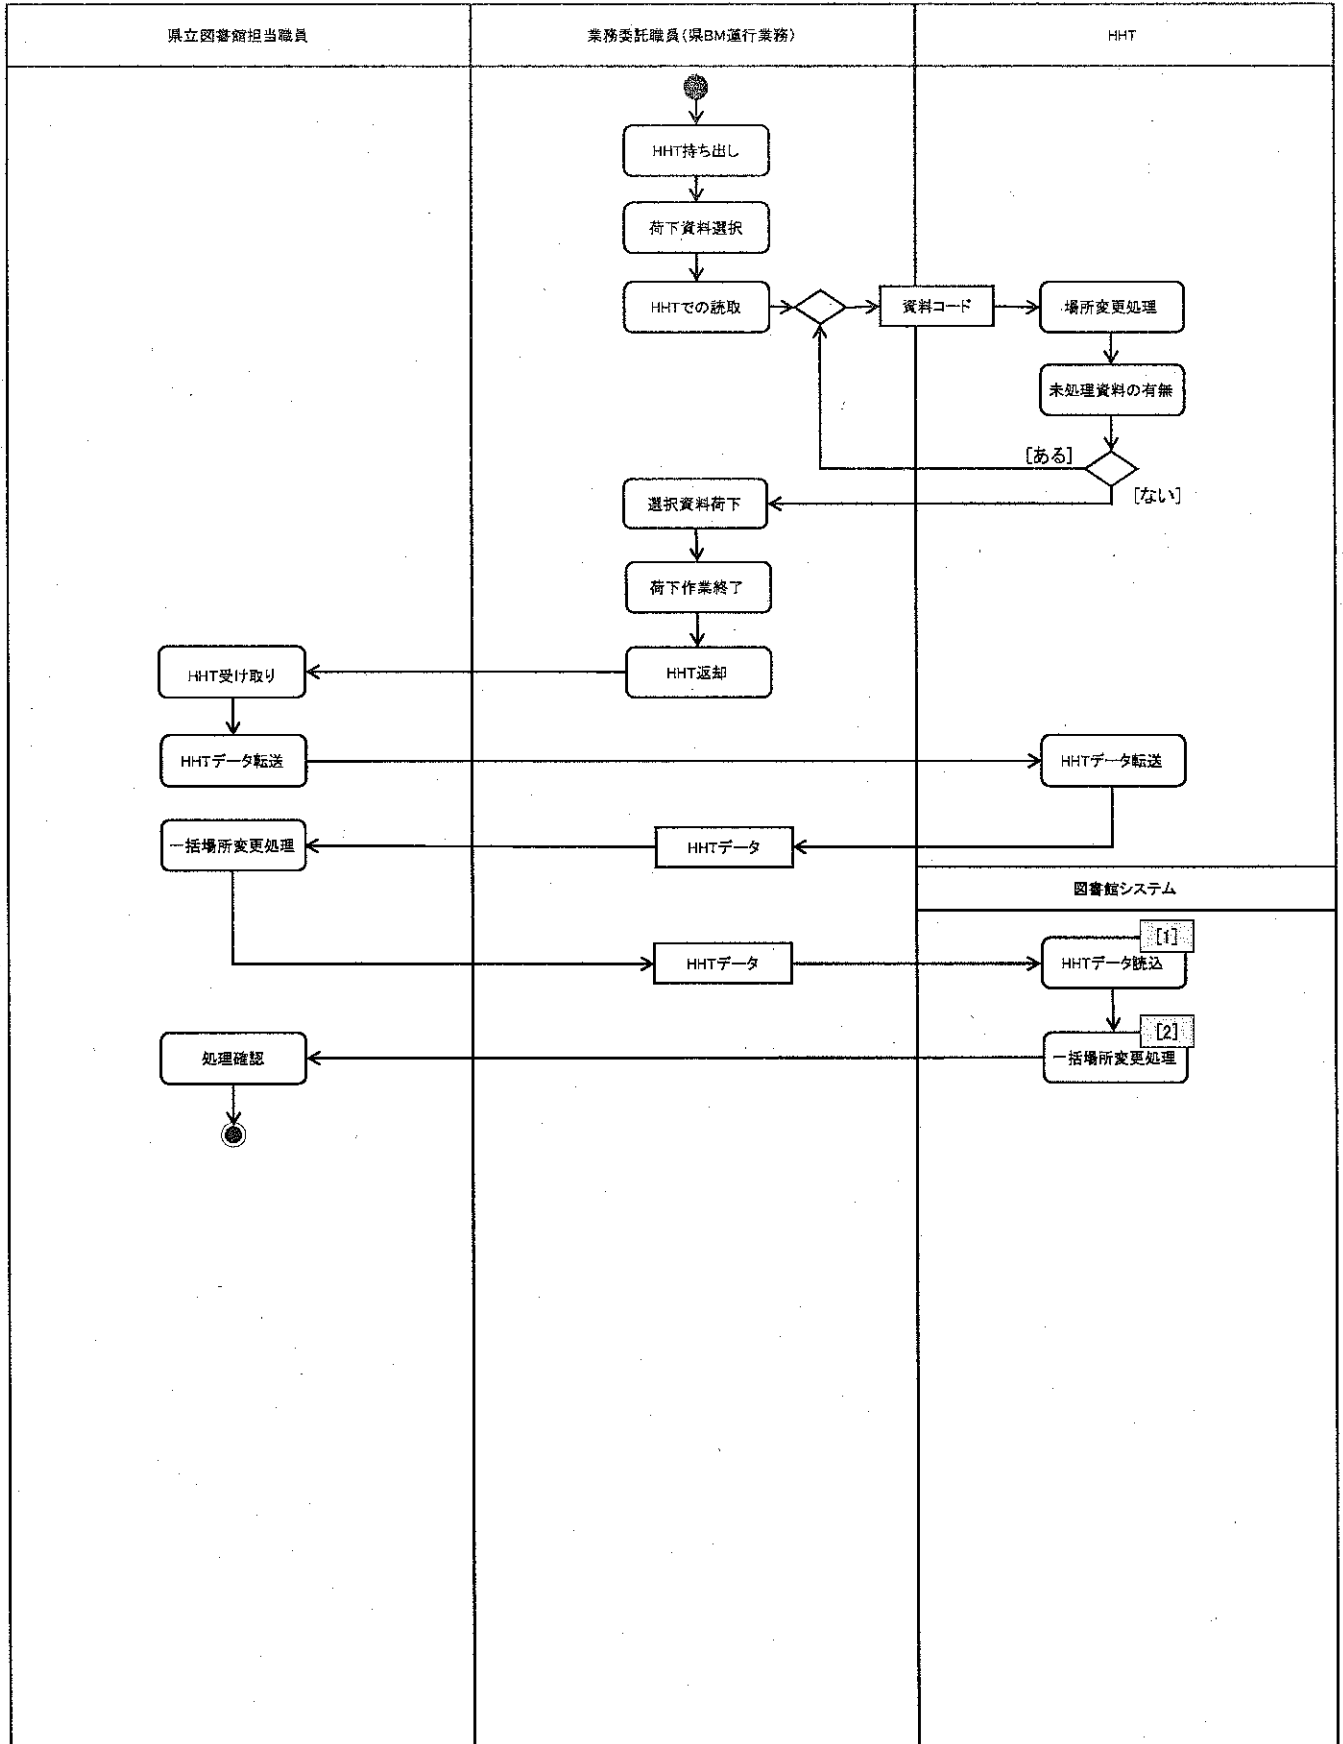 県立図書館担当職員
業務委託職員(県BM運行業務)
HHT
HHT持ち出し
荷下資料選択
HHTでの読取
資料コード
場所変更処理
未処理資料の有無
[ある]
[ない]
選択資料荷下
荷下作業終了
HHT受け取り
HHT返却
HHTデータ転送
HHTデータ転送
一括場所変更処理
HHTデータ
図書館システム
HHTデータ
[1]
HHTデータ読込
処理確認
[2]
一括場所変更処理